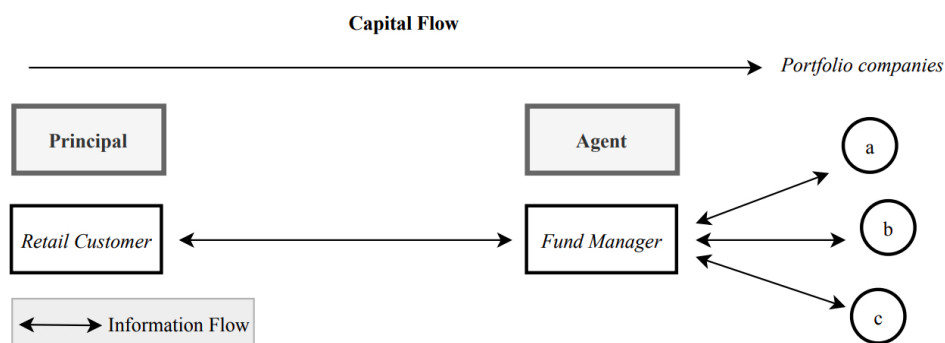 Capital Flow
Portfolio companies
Principal
Agent
a
Retail Customer
Fund Manager
b
Information Flow
c